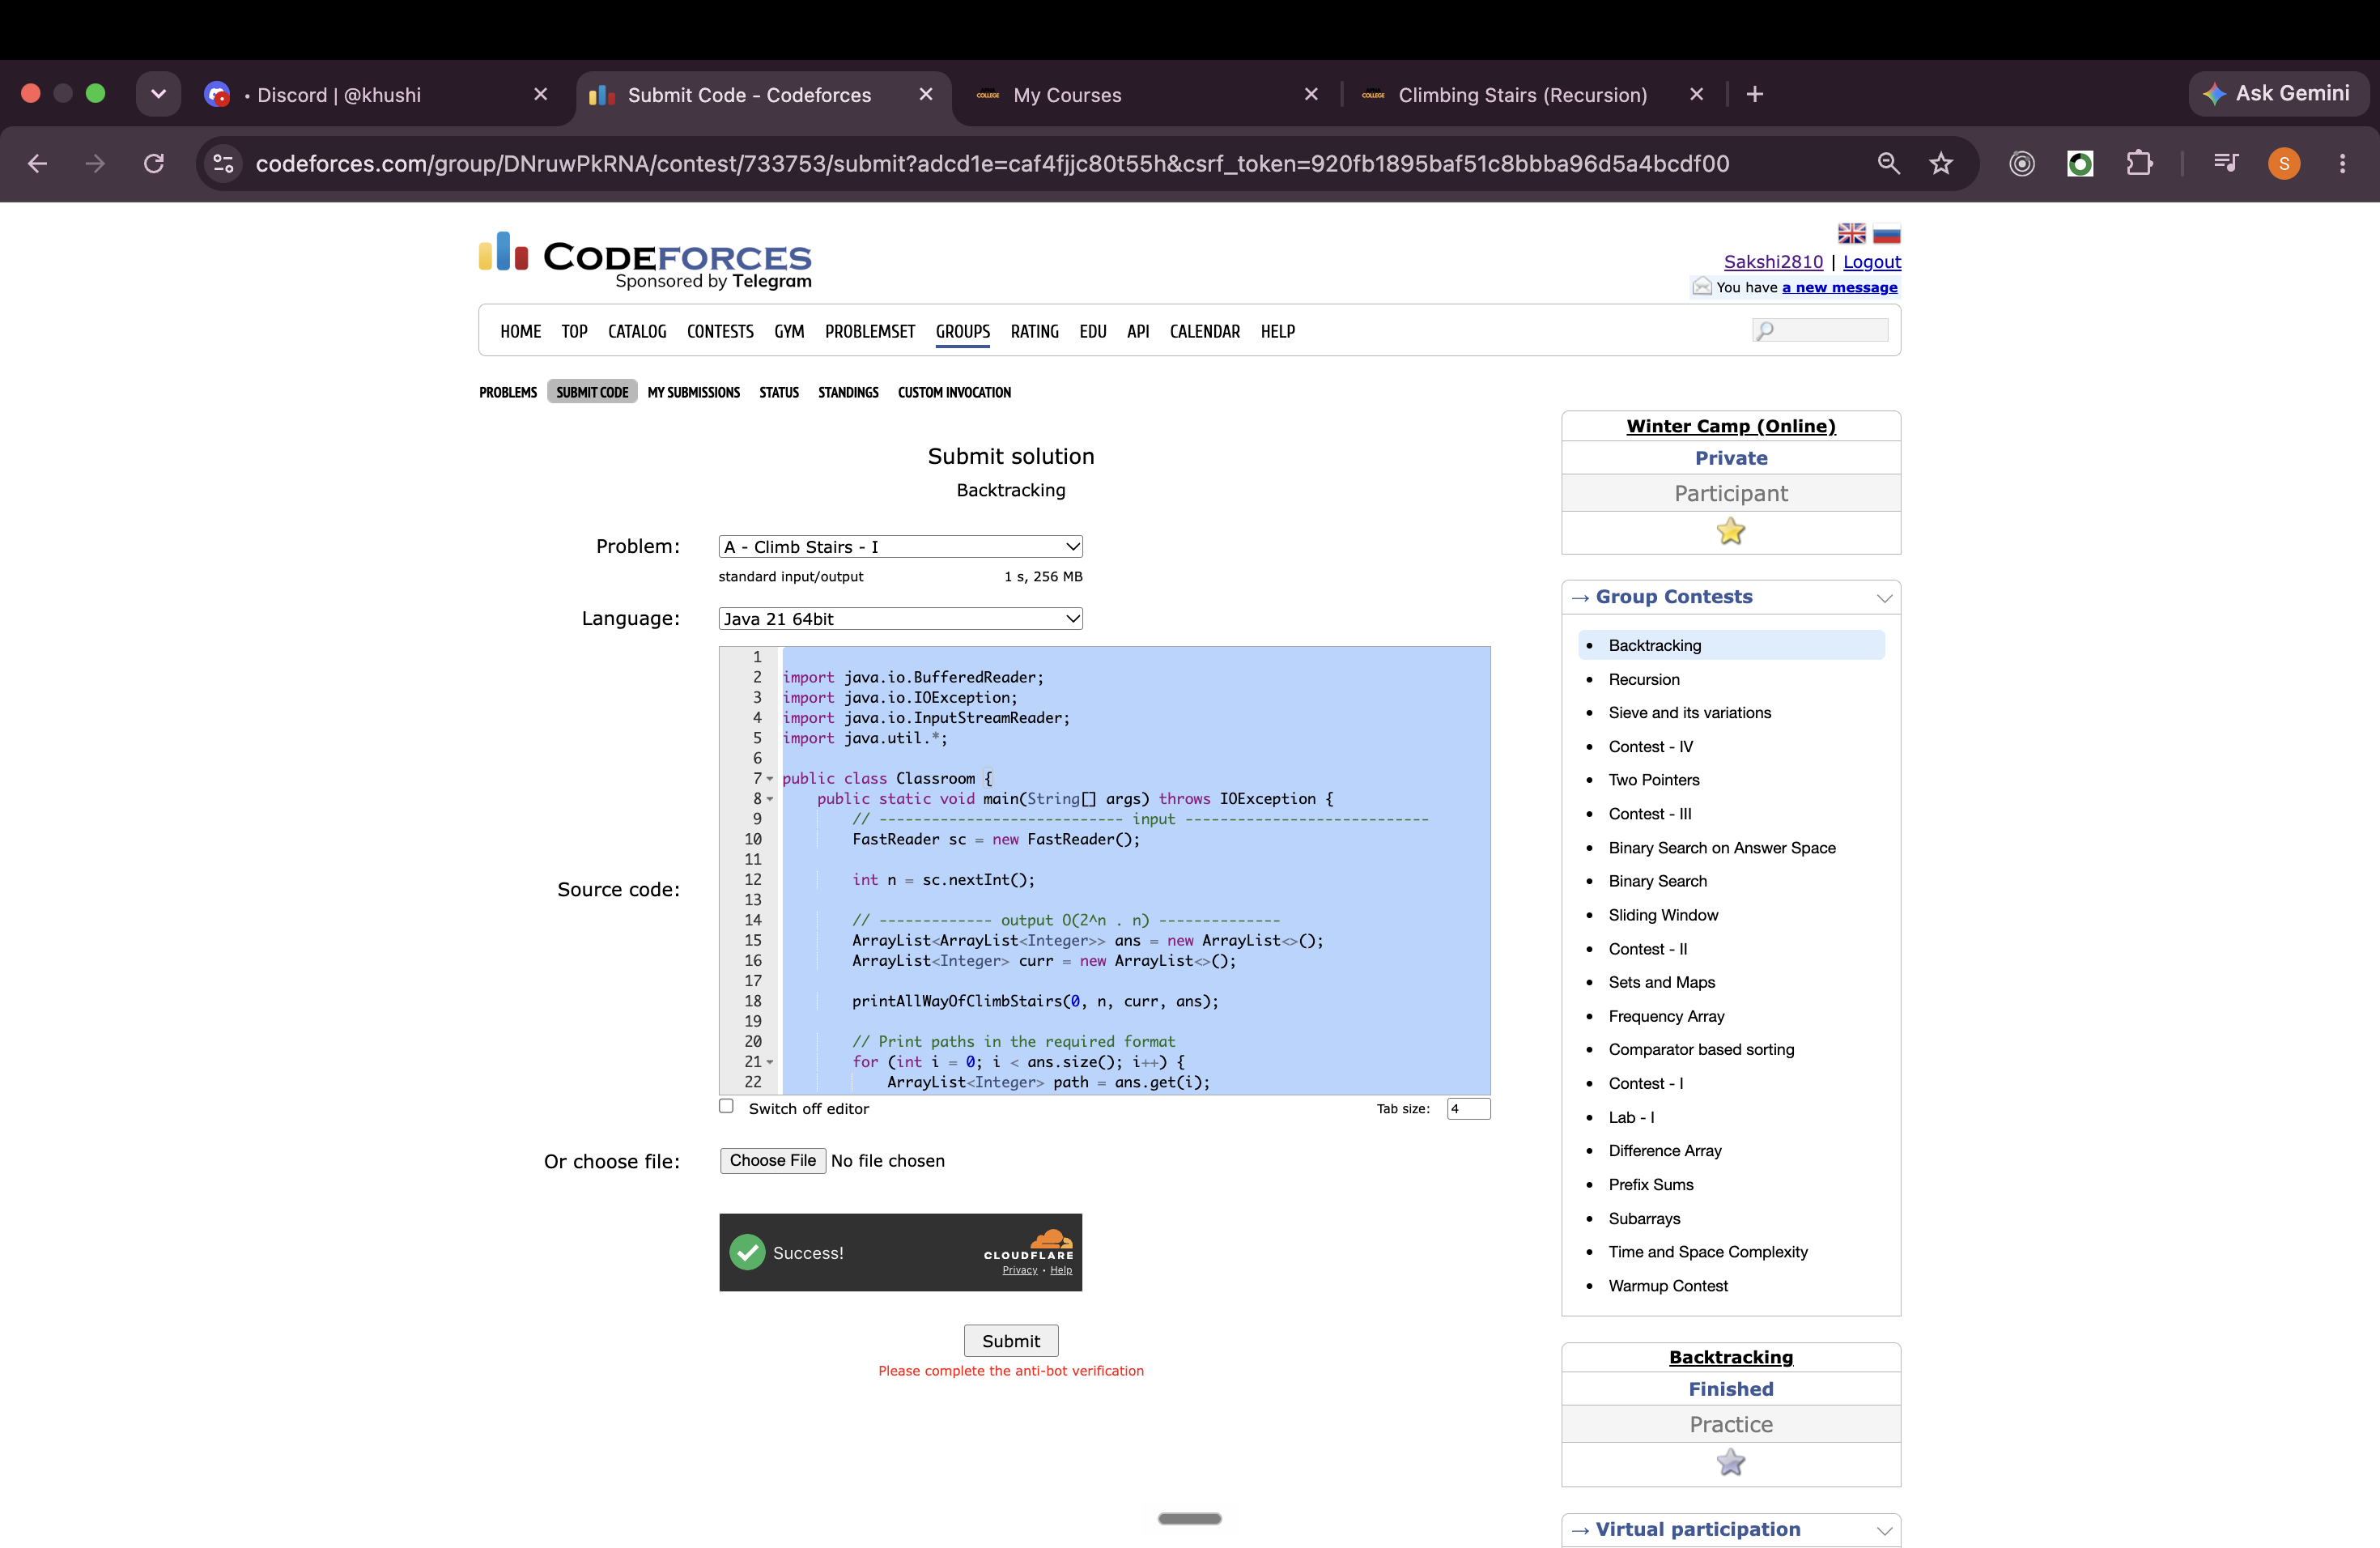 • Discord | @khushi
Submit Code - Codeforces
COLLEGE My Courses
COLLEGE Climbing Stairs (Recursion)
Ask Gemini
codeforces.com/group/DNruwPkRNA/contest/733753/submit?adcd1e=caf4fjjc80t55h&csrf_token=920fb1895baf51c8bbba96d5a4bcdf00
S
CODEFORCES
Sponsored by Telegram
Sakshi2810 | Logout
You have a new message
HOME TOP CATALOG CONTESTS GYM PROBLEMSET GROUPS RATING EDU API CALENDAR HELP
PROBLEMS SUBMIT CODE MY SUBMISSIONS STATUS STANDINGS CUSTOM INVOCATION
Submit solution
Backtracking
Problem: A - Climb Stairs - I
standard input/output 1 s, 256 MB
Language: Java 21 64bit
Source code:
1
2 import java.io.BufferedReader;
3 import java.io.IOException;
4 import java.io.InputStreamReader;
5 import java.util.*;
6
7 public class Classroom {
8 public static void main(String[] args) throws IOException {
9 // ---------------------------- input ----------------------------
10 FastReader sc = new FastReader();
11
12 int n = sc.nextInt();
13
14 // ------------- output O(2^n . n) --------------
15 ArrayList<ArrayList<Integer>> ans = new ArrayList<>();
16 ArrayList<Integer> curr = new ArrayList<>();
17
18 printAllWayOfClimbStairs(0, n, curr, ans);
19
20 // Print paths in the required format
21 for (int i = 0; i < ans.size(); i++) {
22 ArrayList<Integer> path = ans.get(i);
Switch off editor
Tab size: 4
Or choose file: Choose File No file chosen
Success!
CLOUDFLARE
Privacy • Help
Submit
Please complete the anti-bot verification
Winter Camp (Online)
Private
Participant
→ Group Contests
• Backtracking
• Recursion
• Sieve and its variations
• Contest - IV
• Two Pointers
• Contest - III
• Binary Search on Answer Space
• Binary Search
• Sliding Window
• Contest - II
• Sets and Maps
• Frequency Array
• Comparator based sorting
• Contest - I
• Lab - I
• Difference Array
• Prefix Sums
• Subarrays
• Time and Space Complexity
• Warmup Contest
Backtracking
Finished
Practice
→ Virtual participation